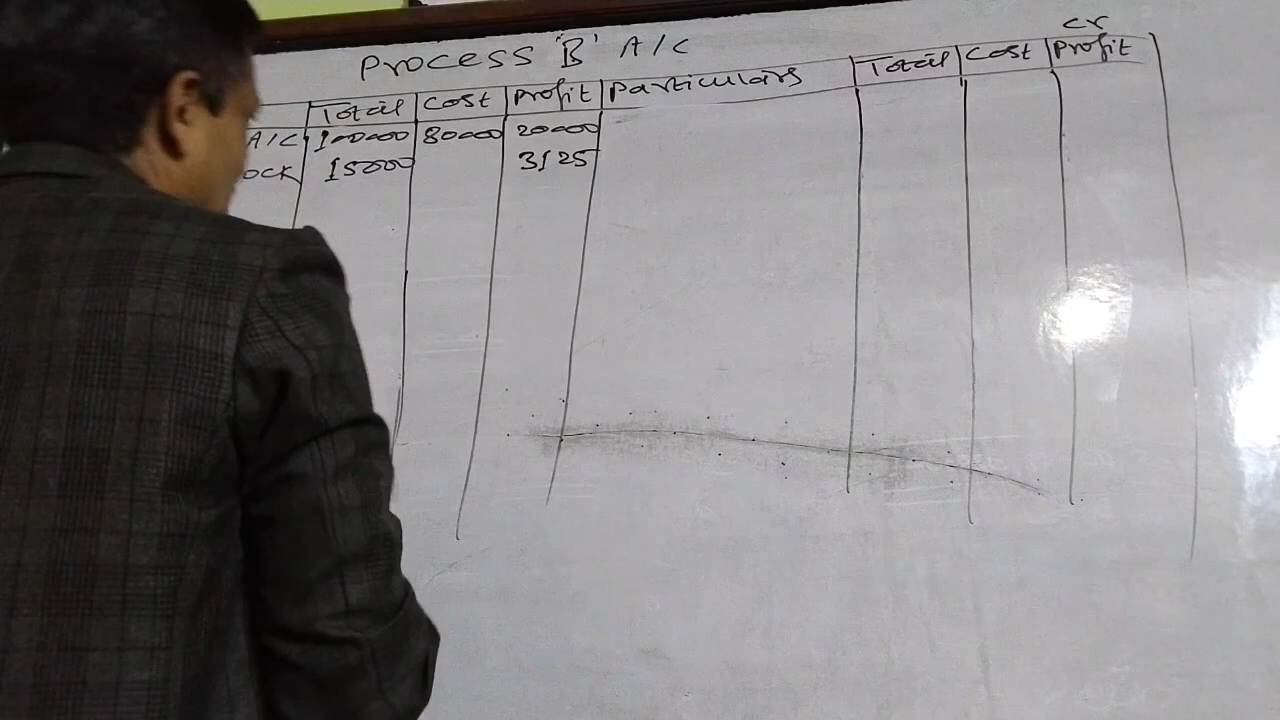 Process 'B' A/C
cr
Total Cost Profit Particulars Total Cost Profit
A/C 100000 80000 20000
ock 15000 3125